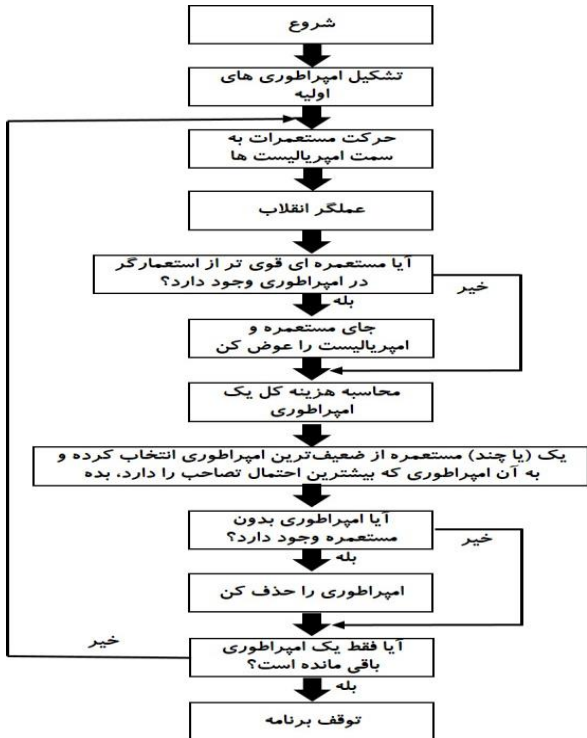 شروع
تشکیل امپراطوری های
اولیه
حرکت مستعمرات به
سمت امپریالیست ها
عملگر انقلاب
آیا مستعمره ای قوی تر از استعمارگر
در امپراطوری وجود دارد؟
خیر
بله
جای مستعمره و
امپریالیست را عوض کن
محاسبه هزینه کل یک
امپراطوری
یک (یا چند) مستعمره از ضعیف‌ترین امپراطوری انتخاب کرده و
به آن امپراطوری که بیشترین احتمال تصاحب را دارد، بده
آیا امپراطوری بدون
مستعمره وجود دارد؟
خیر
بله
امپراطوری را حذف کن
آیا فقط یک امپراطوری
باقی مانده است؟
خیر
بله
توقف برنامه